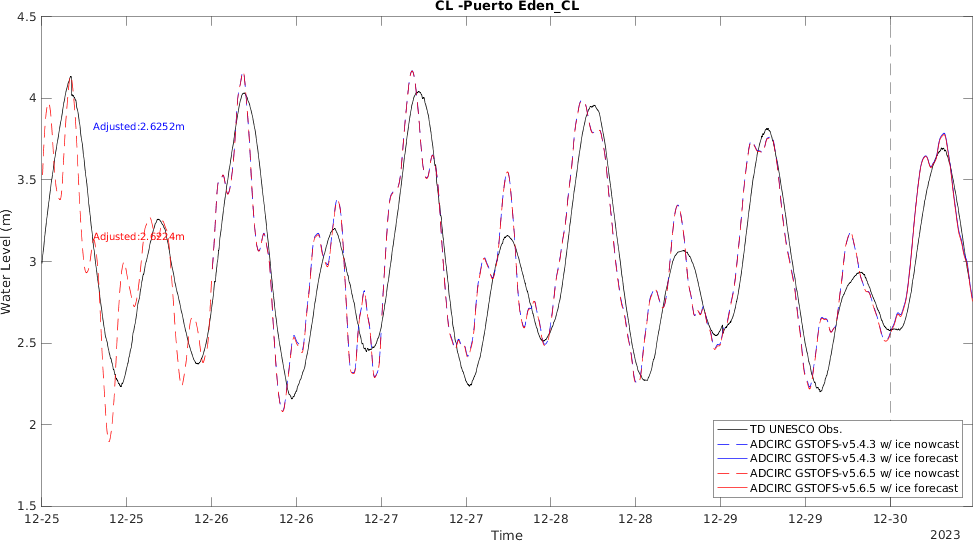 CL -Puerto Eden_CL
4.5
4
3.5
3
2.5
2
1.5
Water Level (m)
Adjusted:2.6252m
Adjusted:2.6224m
TD UNESCO Obs.
ADCIRC GSTOFS-v5.4.3 w/ ice nowcast
ADCIRC GSTOFS-v5.4.3 w/ ice forecast
ADCIRC GSTOFS-v5.6.5 w/ ice nowcast
ADCIRC GSTOFS-v5.6.5 w/ ice forecast
12-25 12-25 12-26 12-26 12-27 12-27 12-28 12-28 12-29 12-29 12-30
Time
2023